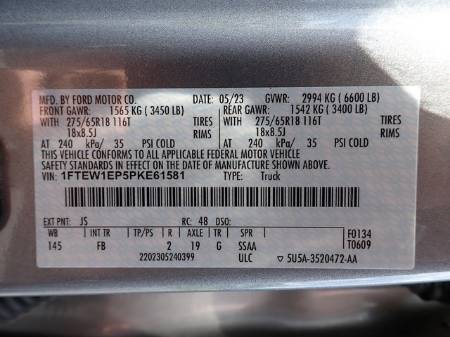 MFD. BY FORD MOTOR CO. DATE: 05/23 GVWR: 2994 KG ( 6600 LB)
FRONT GAWR: 1565 KG ( 3450 LB) REAR GAWR: 1542 KG ( 3400 LB)
WITH 275/65R18 116T TIRES WITH 275/65R18 116T TIRES
18x8.5J RIMS 18x8.5J RIMS
AT 240 kPa/ 35 PSI COLD AT 240 kPa/ 35 PSI COLD
THIS VEHICLE CONFORMS TO ALL APPLICABLE FEDERAL MOTOR VEHICLE
SAFETY STANDARDS IN EFFECT ON THE DATE OF MANUFACTURE SHOWN ABOVE.
VIN: 1FTEW1EP5PKE61581 TYPE: Truck
EXT PNT: JS RC: 48 DSO: F0134
WB INT TR R AXLE TR SPR T0609
145 FB 2 19 G SSAA
2202305240399 ULC 5U5A-3520472-AA